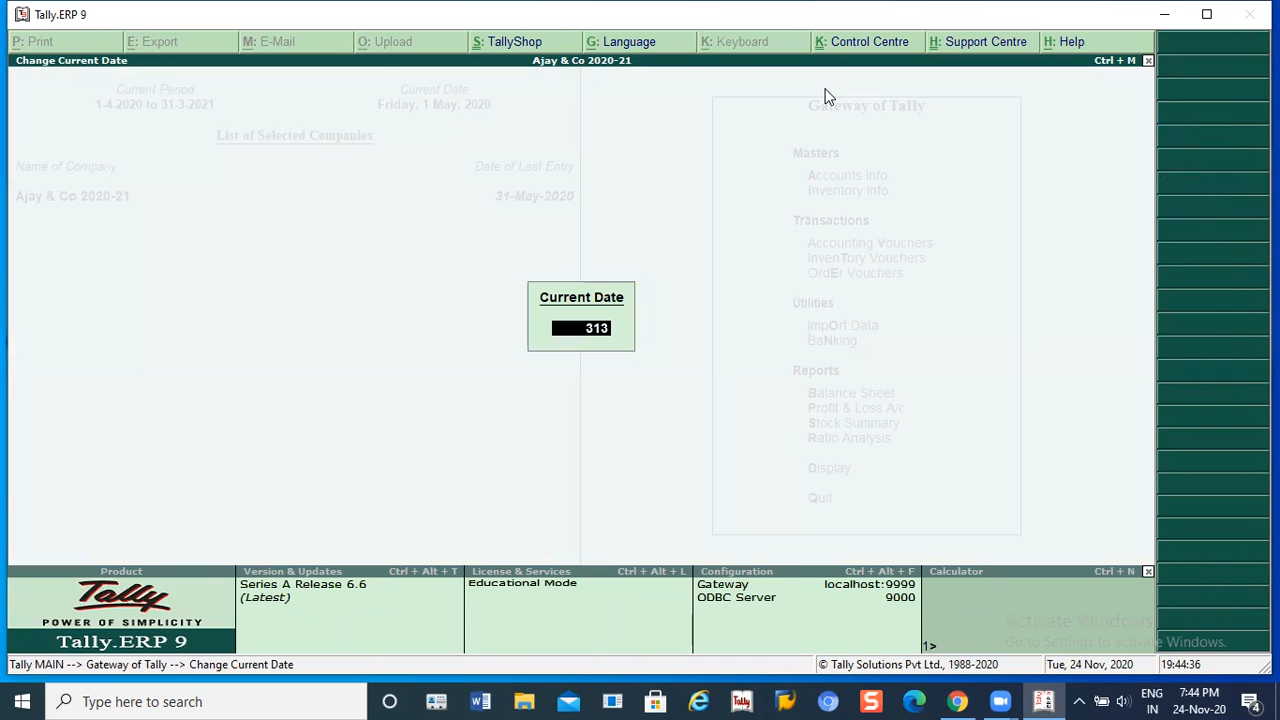 Tally.ERP 9
P: Print E: Export M: E-Mail O: Upload S: TallyShop G: Language K: Keyboard K: Control Centre H: Support Centre H: Help
Change Current Date Ajay & Co 2020-21 Ctrl + M
Current Period Current Date
1-4-2020 to 31-3-2021 Friday, 1 May, 2020
List of Selected Companies
Name of Company Date of Last Entry
Ajay & Co 2020-21 31-May-2020
Current Date
313
Gateway of Tally
Masters
Accounts Info
Inventory Info
Transactions
Accounting Vouchers
InvenTory Vouchers
OrdEr Vouchers
Utilities
ImpOrt Data
BaNking
Reports
Balance Sheet
Profit & Loss A/c
Stock Summary
Ratio Analysis
Display
Quit
Product Version & Updates Ctrl + Alt + T License & Services Ctrl + Alt + L Configuration Ctrl + Alt + F Calculator Ctrl + N
Tally
POWER OF SIMPLICITY
Tally.ERP 9
Series A Release 6.6
(Latest)
Educational Mode
Gateway localhost:9999
ODBC Server 9000
1>
Activate Windows
Go to Settings to activate Windows.
Tally MAIN --> Gateway of Tally --> Change Current Date © Tally Solutions Pvt Ltd., 1988-2020 Tue, 24 Nov, 2020 19:44:36
Type here to search
ENG 7:44 PM
IN 24-Nov-20 4